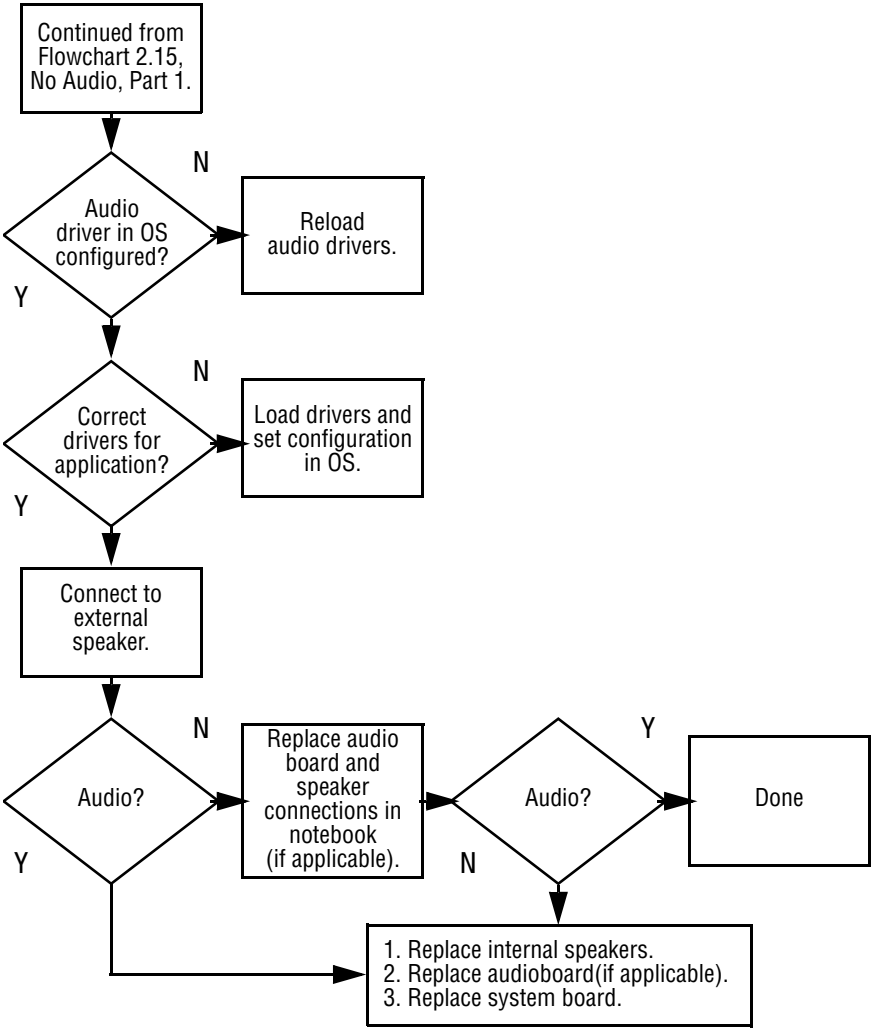 Continued from
Flowchart 2.15,
No Audio, Part 1.
N
Audio
driver in OS
configured?
Reload
audio drivers.
Y
N
Correct
drivers for
application?
Load drivers and
set configuration
in OS.
Y
Connect to
external
speaker.
N
Audio?
Replace audio
board and
speaker
connections in
notebook
(if applicable).
Y
Audio?
Done
Y
N
1. Replace internal speakers.
2. Replace audioboard(if applicable).
3. Replace system board.